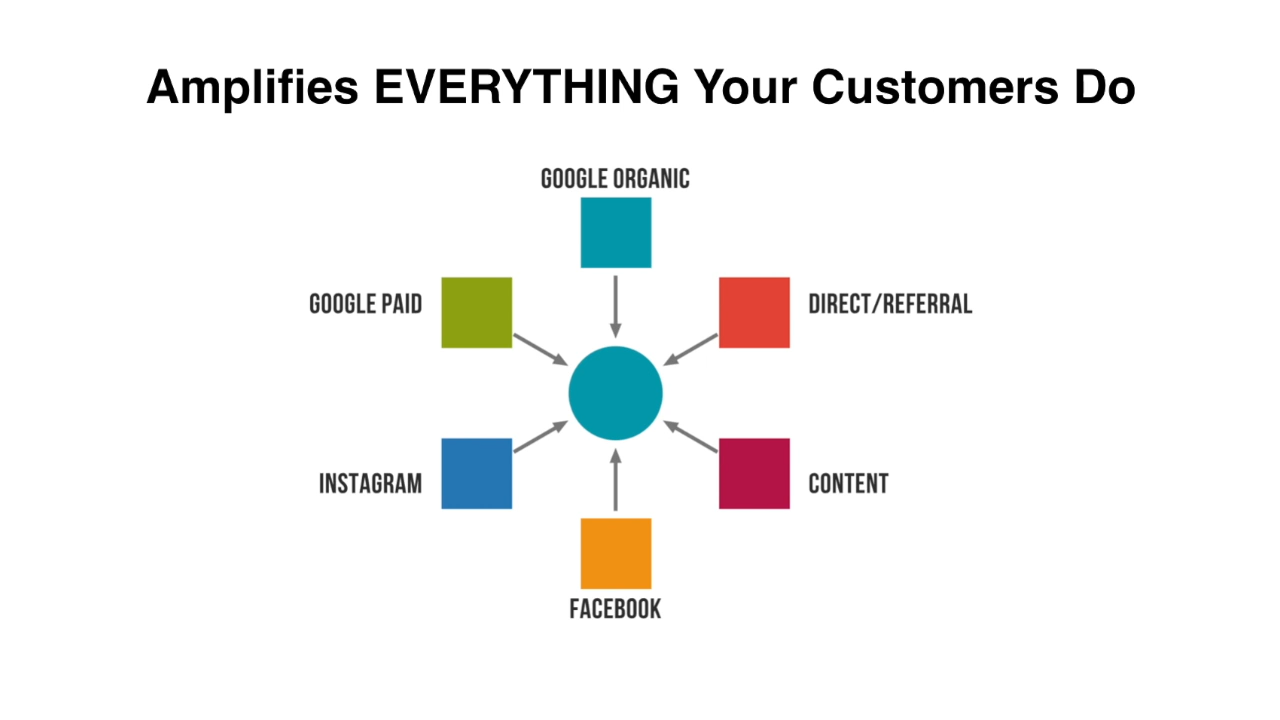 Amplifies EVERYTHING Your Customers Do
GOOGLE ORGANIC
GOOGLE PAID
DIRECT/REFERRAL
INSTAGRAM
CONTENT
FACEBOOK